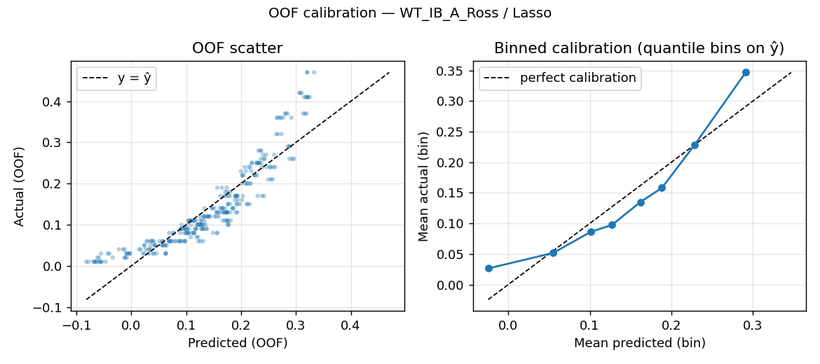 OOF calibration — WT_IB_A_Ross / Lasso
OOF scatter
y = ŷ
Actual (OOF)
0.4
0.3
0.2
0.1
0.0
−0.1
−0.1 0.0 0.1 0.2 0.3 0.4
Predicted (OOF)
Binned calibration (quantile bins on ŷ)
perfect calibration
Mean actual (bin)
0.35
0.30
0.25
0.20
0.15
0.10
0.05
0.00
0.0 0.1 0.2 0.3
Mean predicted (bin)